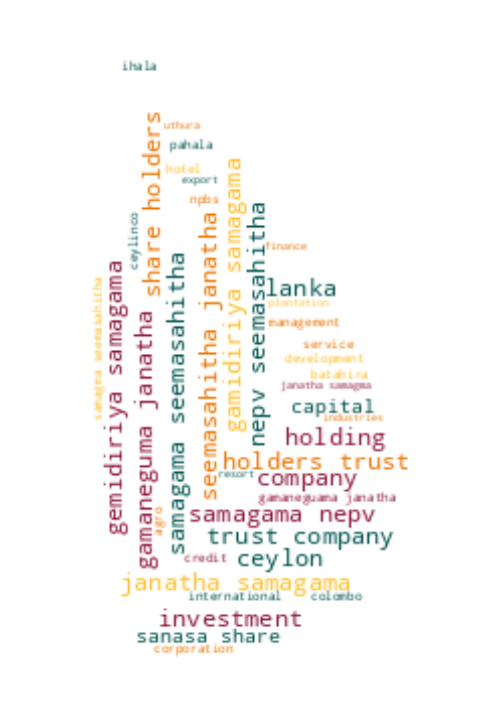 ihala
share holders
uthura
pahala
hotel
gamidiriya samagama
export
npbs
nepv seemasahitha
ceylinco
seemasahitha janatha
finance
samagama seemasahitha
gemidiriya samagama
samagma seemasahitha
lanka
plantation
gamaneguma janatha
management
service
development
batahira
janatha samagma
capital
industries
holding
holders trust
resort
company
gamaneguama janatha
agro
samagama nepv
trust company
credit
ceylon
janatha samagama
international
colombo
investment
sanasa share
corporation